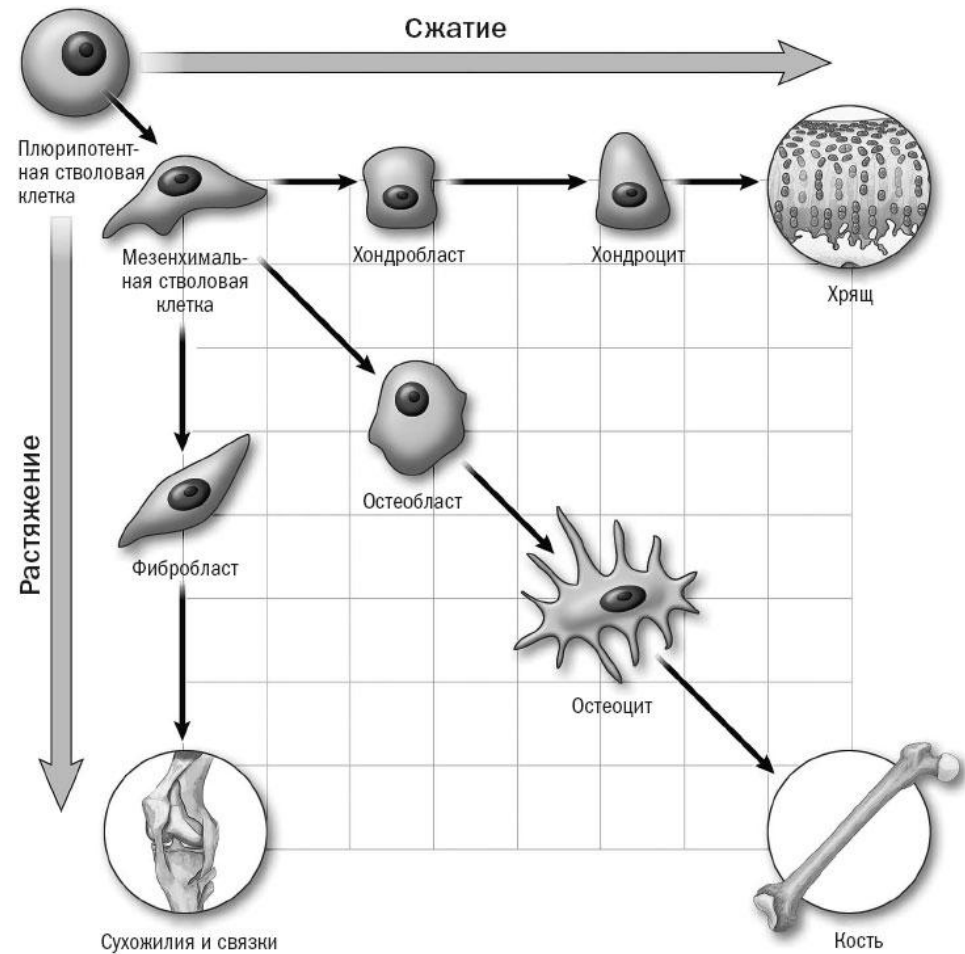 Сжатие
Плюрипотент-
ная стволовая
клетка
Мезенхималь-
ная стволовая
клетка
Хондробласт
Хондроцит
Хрящ
Растяжение
Остеобласт
Фибробласт
Остеоцит
Сухожилия и связки
Кость